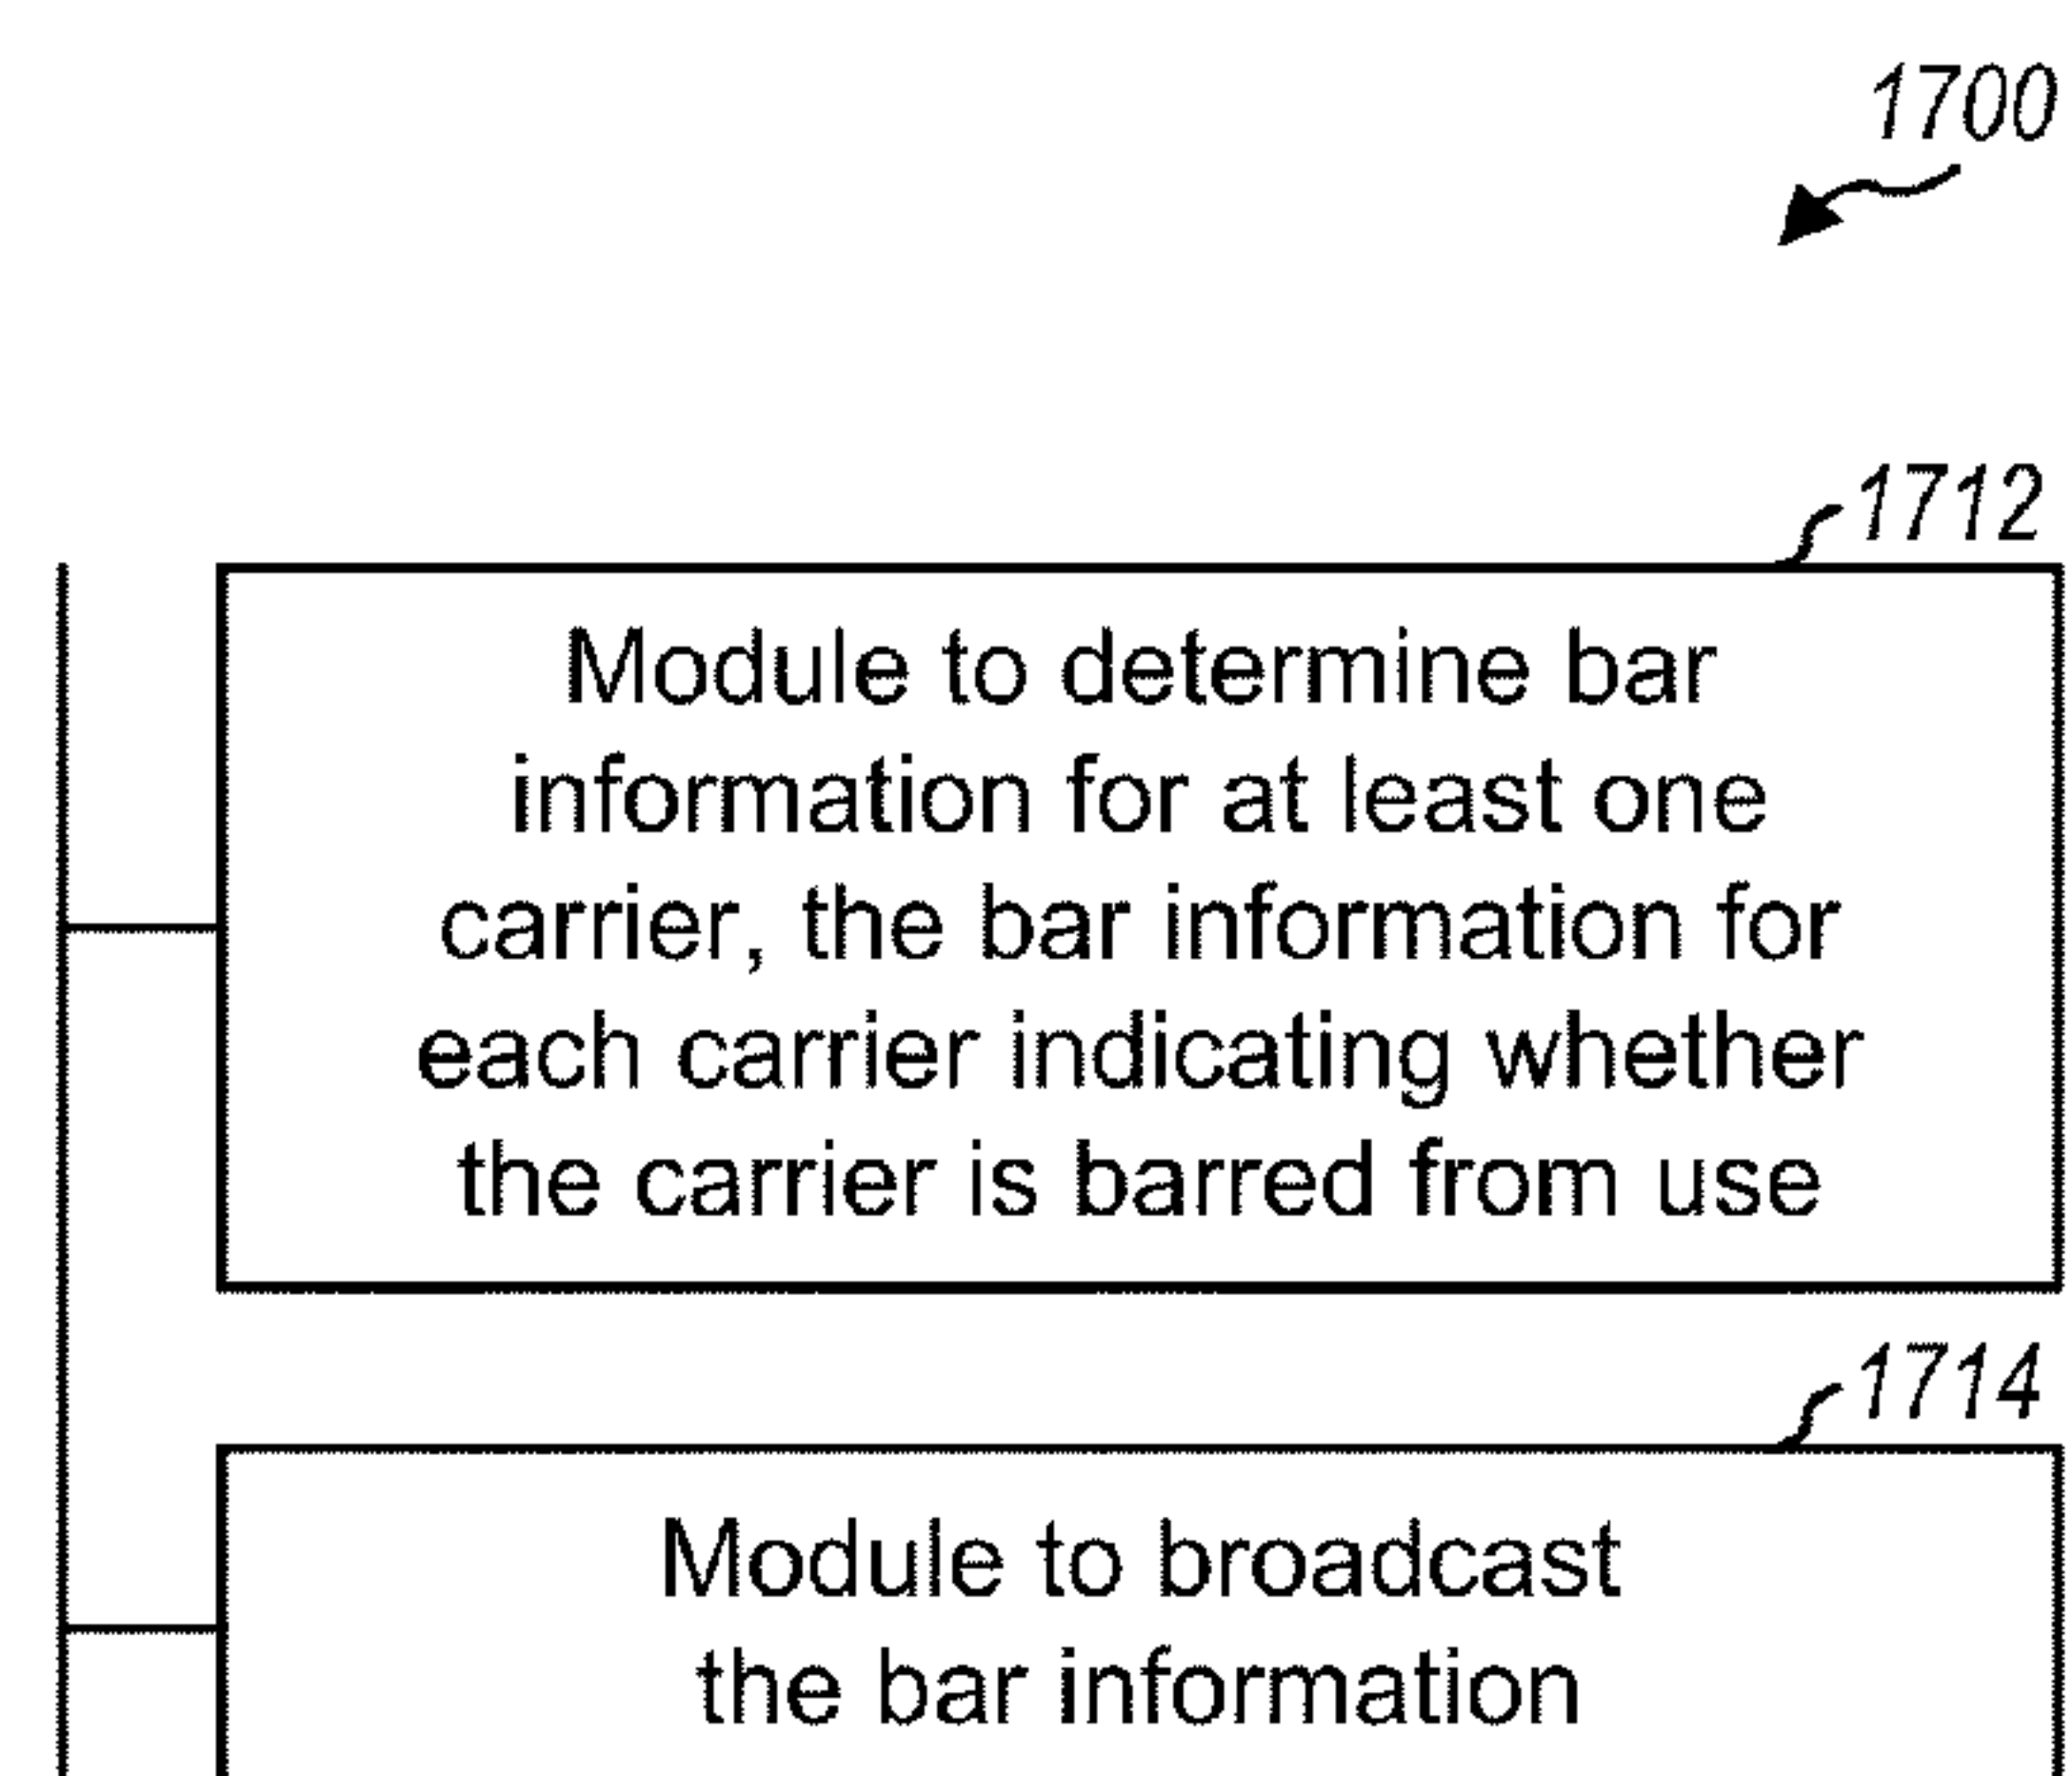 1700
1712
Module to determine bar
information for at least one
carrier, the bar information for
each carrier indicating whether
the carrier is barred from use
1714
Module to broadcast
the bar information